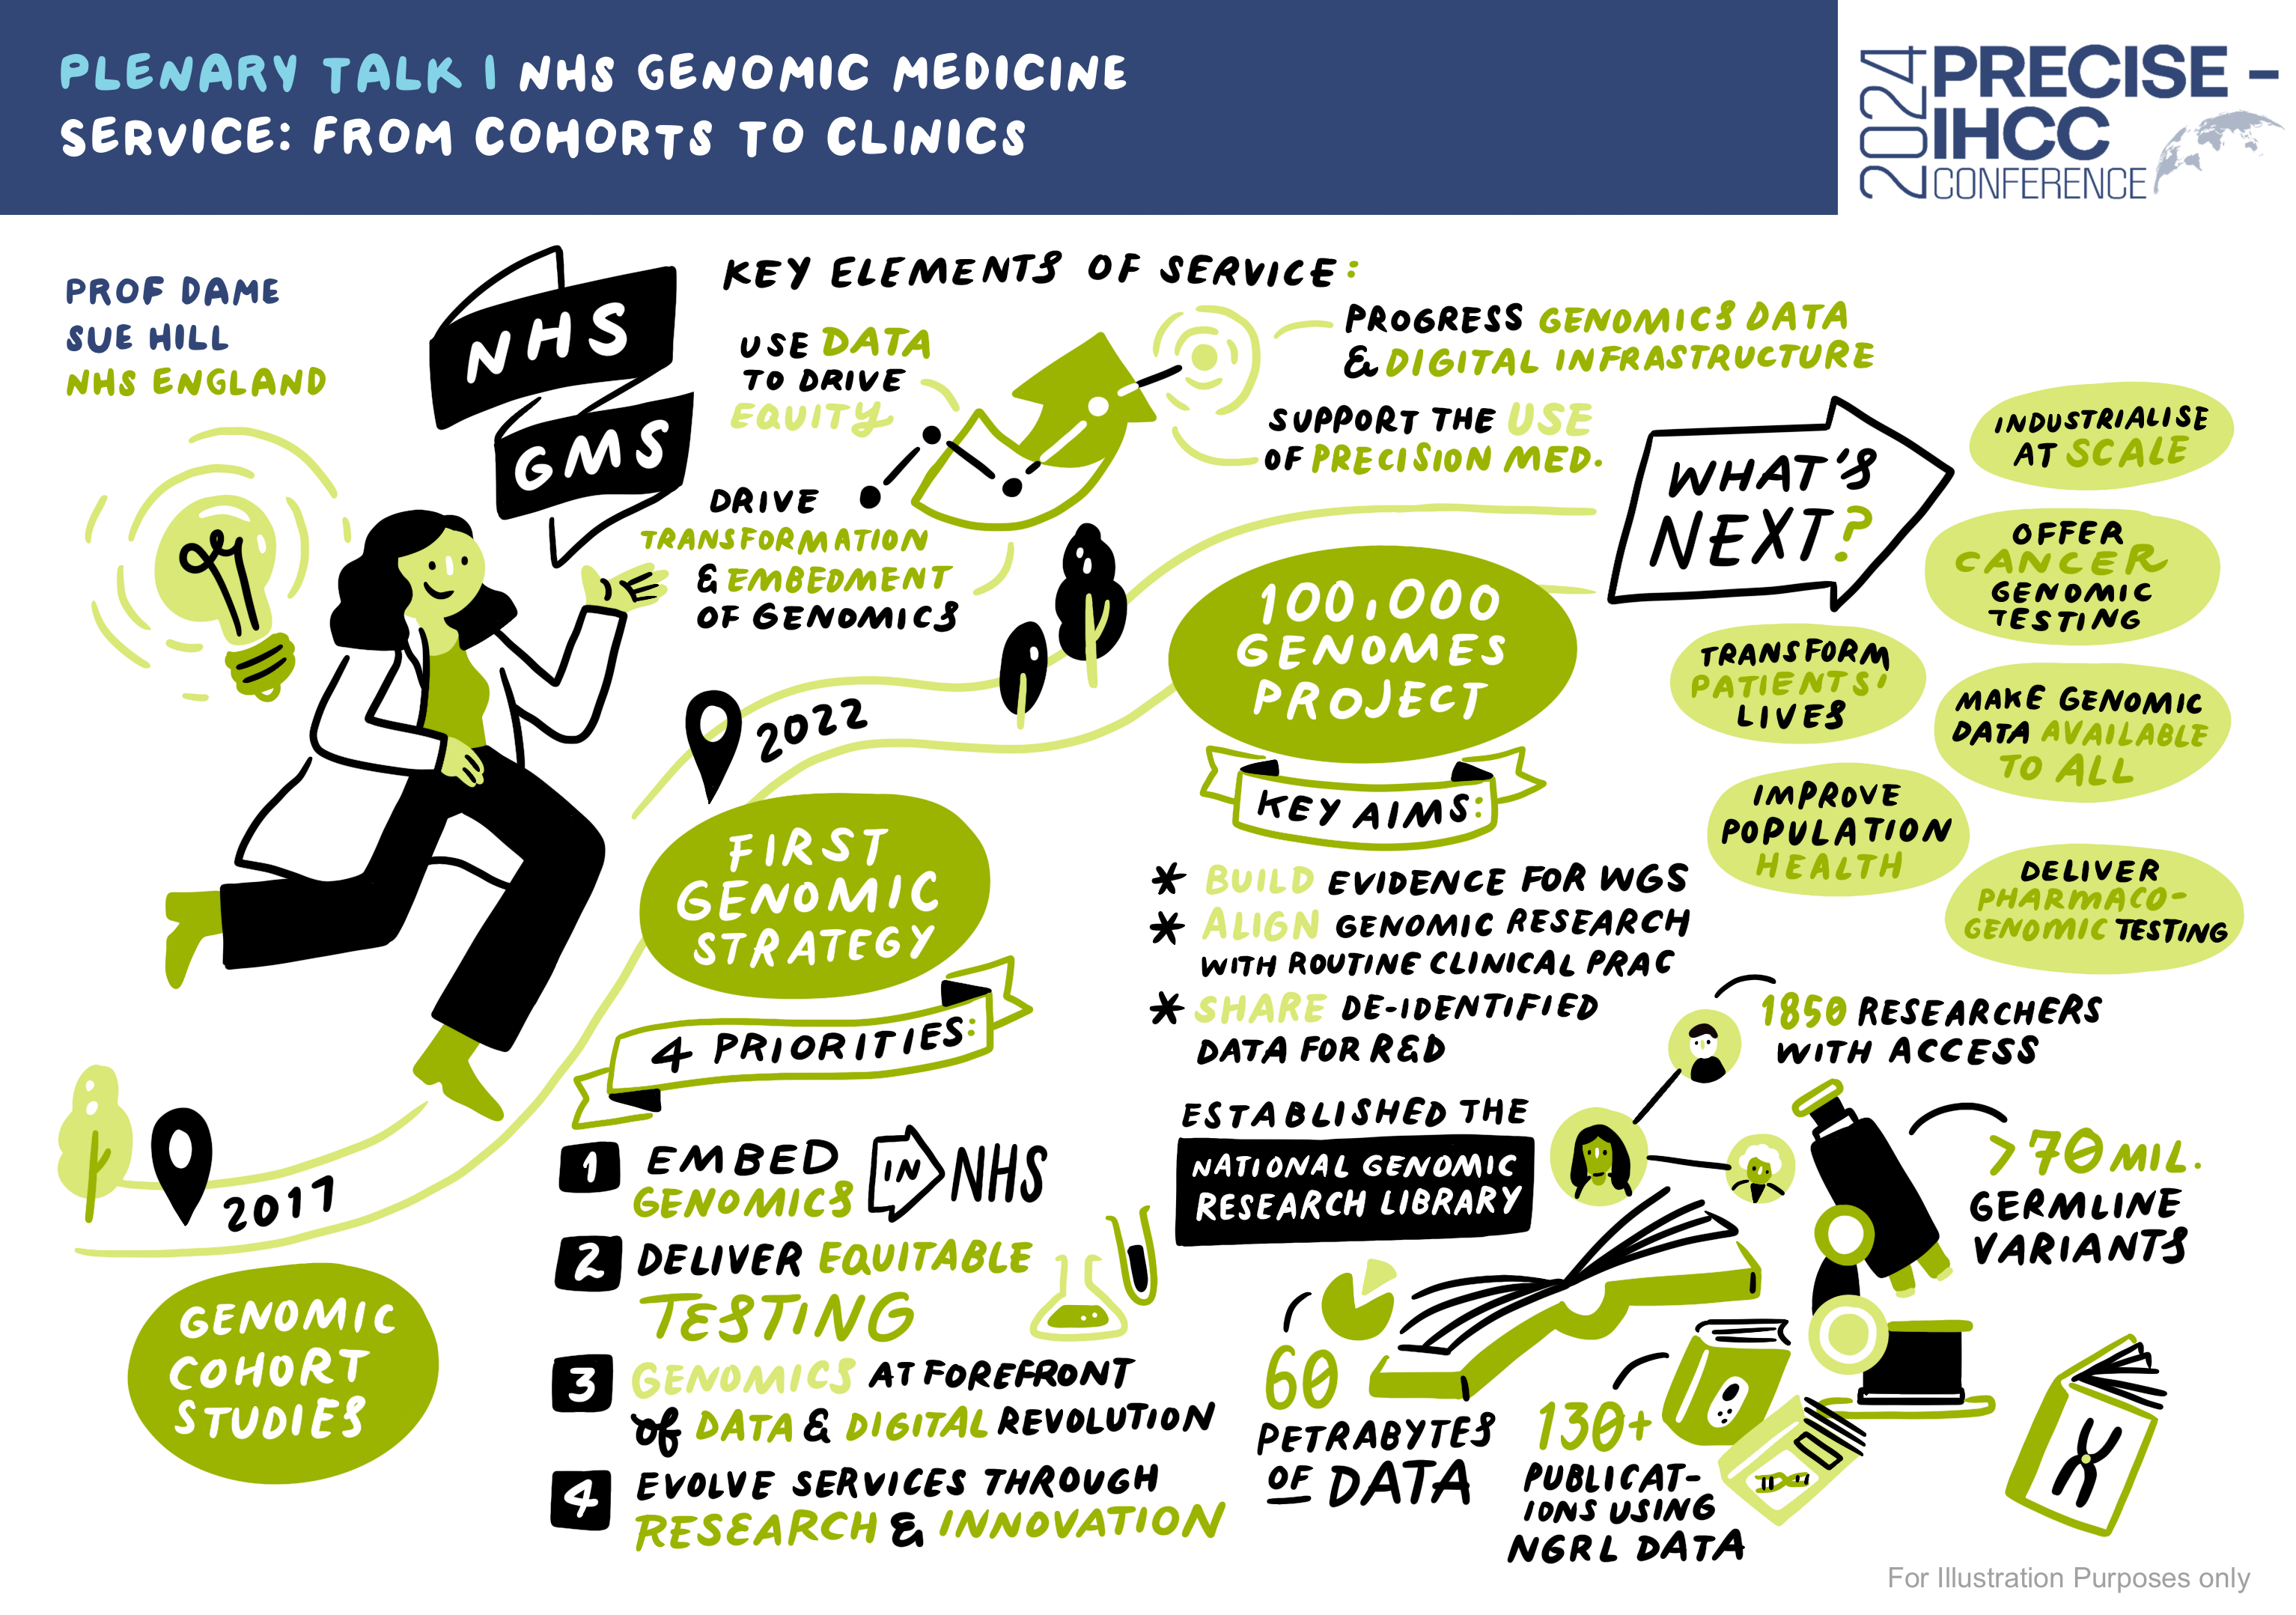 PLENARY TALK | NHS GENOMIC MEDICINE
SERVICE: FROM COHORTS TO CLINICS
2024
PRECISE –
IHCC
CONFERENCE
PROF DAME
SUE HILL
NHS ENGLAND
NHS
GMS
KEY ELEMENTS OF SERVICE:
USE DATA
TO DRIVE
EQUITY
DRIVE
TRANSFORMATION
& EMBEDMENT
OF GENOMICS
PROGRESS GENOMICS DATA
& DIGITAL INFRASTRUCTURE
SUPPORT THE USE
OF PRECISION MED.
2017
GENOMIC
COHORT
STUDIES
2022
FIRST
GENOMIC
STRATEGY
4 PRIORITIES:
1 EMBED
GENOMICS IN NHS
2 DELIVER EQUITABLE
TESTING
3 GENOMICS AT FOREFRONT
of DATA & DIGITAL REVOLUTION
4 EVOLVE SERVICES THROUGH
RESEARCH & INNOVATION
100,000
GENOMES
PROJECT
KEY AIMS:
* BUILD EVIDENCE FOR WGS
* ALIGN GENOMIC RESEARCH
WITH ROUTINE CLINICAL PRAC
* SHARE DE-IDENTIFIED
DATA FOR R&D
ESTABLISHED THE
NATIONAL GENOMIC
RESEARCH LIBRARY
60
PETRABYTES
OF DATA
130+
PUBLICAT-
IONS USING
NGRL DATA
1850 RESEARCHERS
WITH ACCESS
>70 MIL.
GERMLINE
VARIANTS
WHAT'S
NEXT?
INDUSTRIALISE
AT SCALE
OFFER
CANCER
GENOMIC
TESTING
TRANSFORM
PATIENTS'
LIVES
MAKE GENOMIC
DATA AVAILABLE
TO ALL
IMPROVE
POPULATION
HEALTH
DELIVER
PHARMACO-
GENOMIC TESTING
For Illustration Purposes only